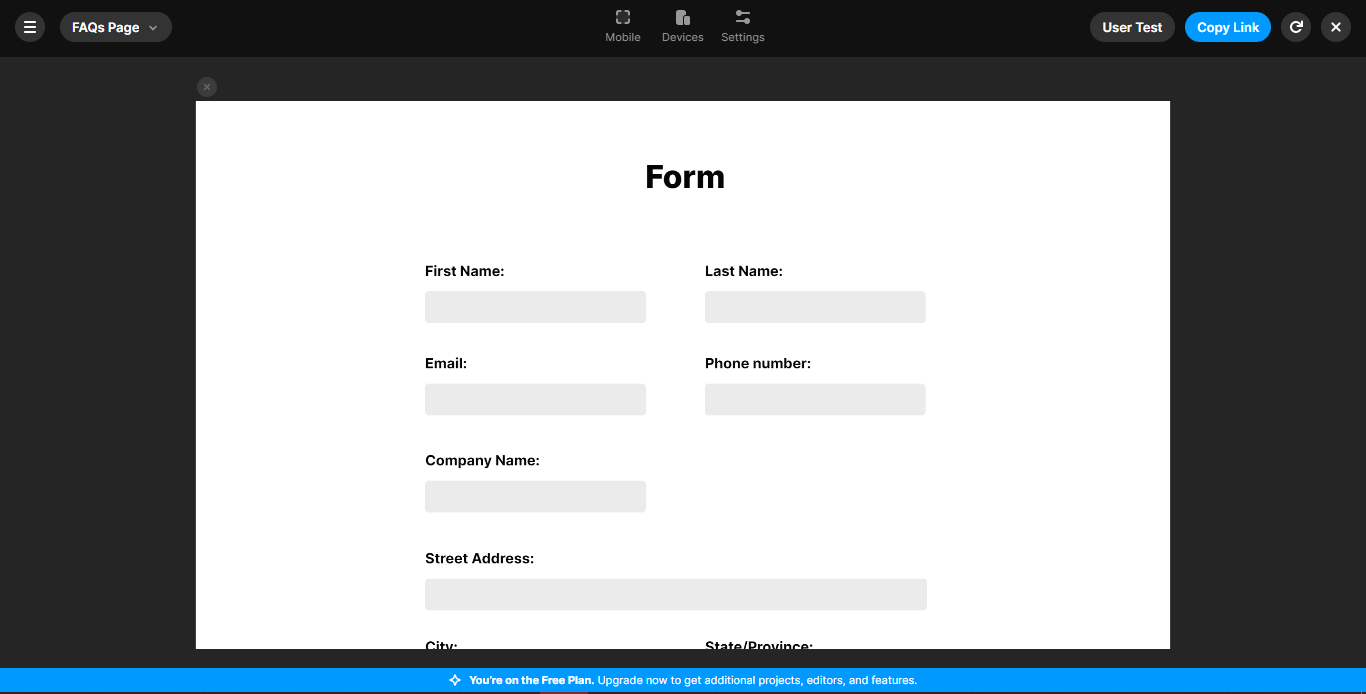 FAQs Page
Mobile
Devices
Settings
User Test
Copy Link
Form
First Name:
Last Name:
Email:
Phone number:
Company Name:
Street Address:
City:
State/Province:
You're on the Free Plan. Upgrade now to get additional projects, editors, and features.